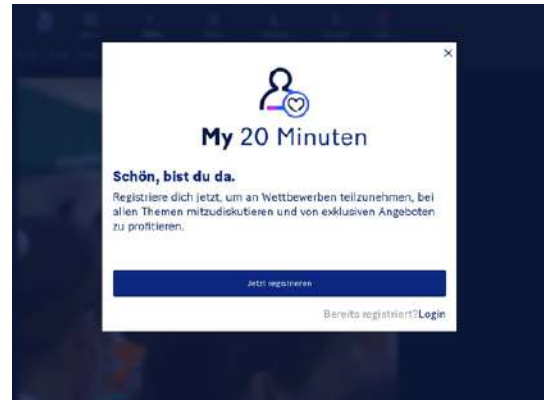 My 20 Minuten
Schön, bist du da.
Registriere dich jetzt, um an Wettbewerben teilzunehmen, bei
allen Themen mitzudiskutieren und von exklusiven Angeboten
zu profitieren.
Jetzt registrieren
Bereits registriert? Login